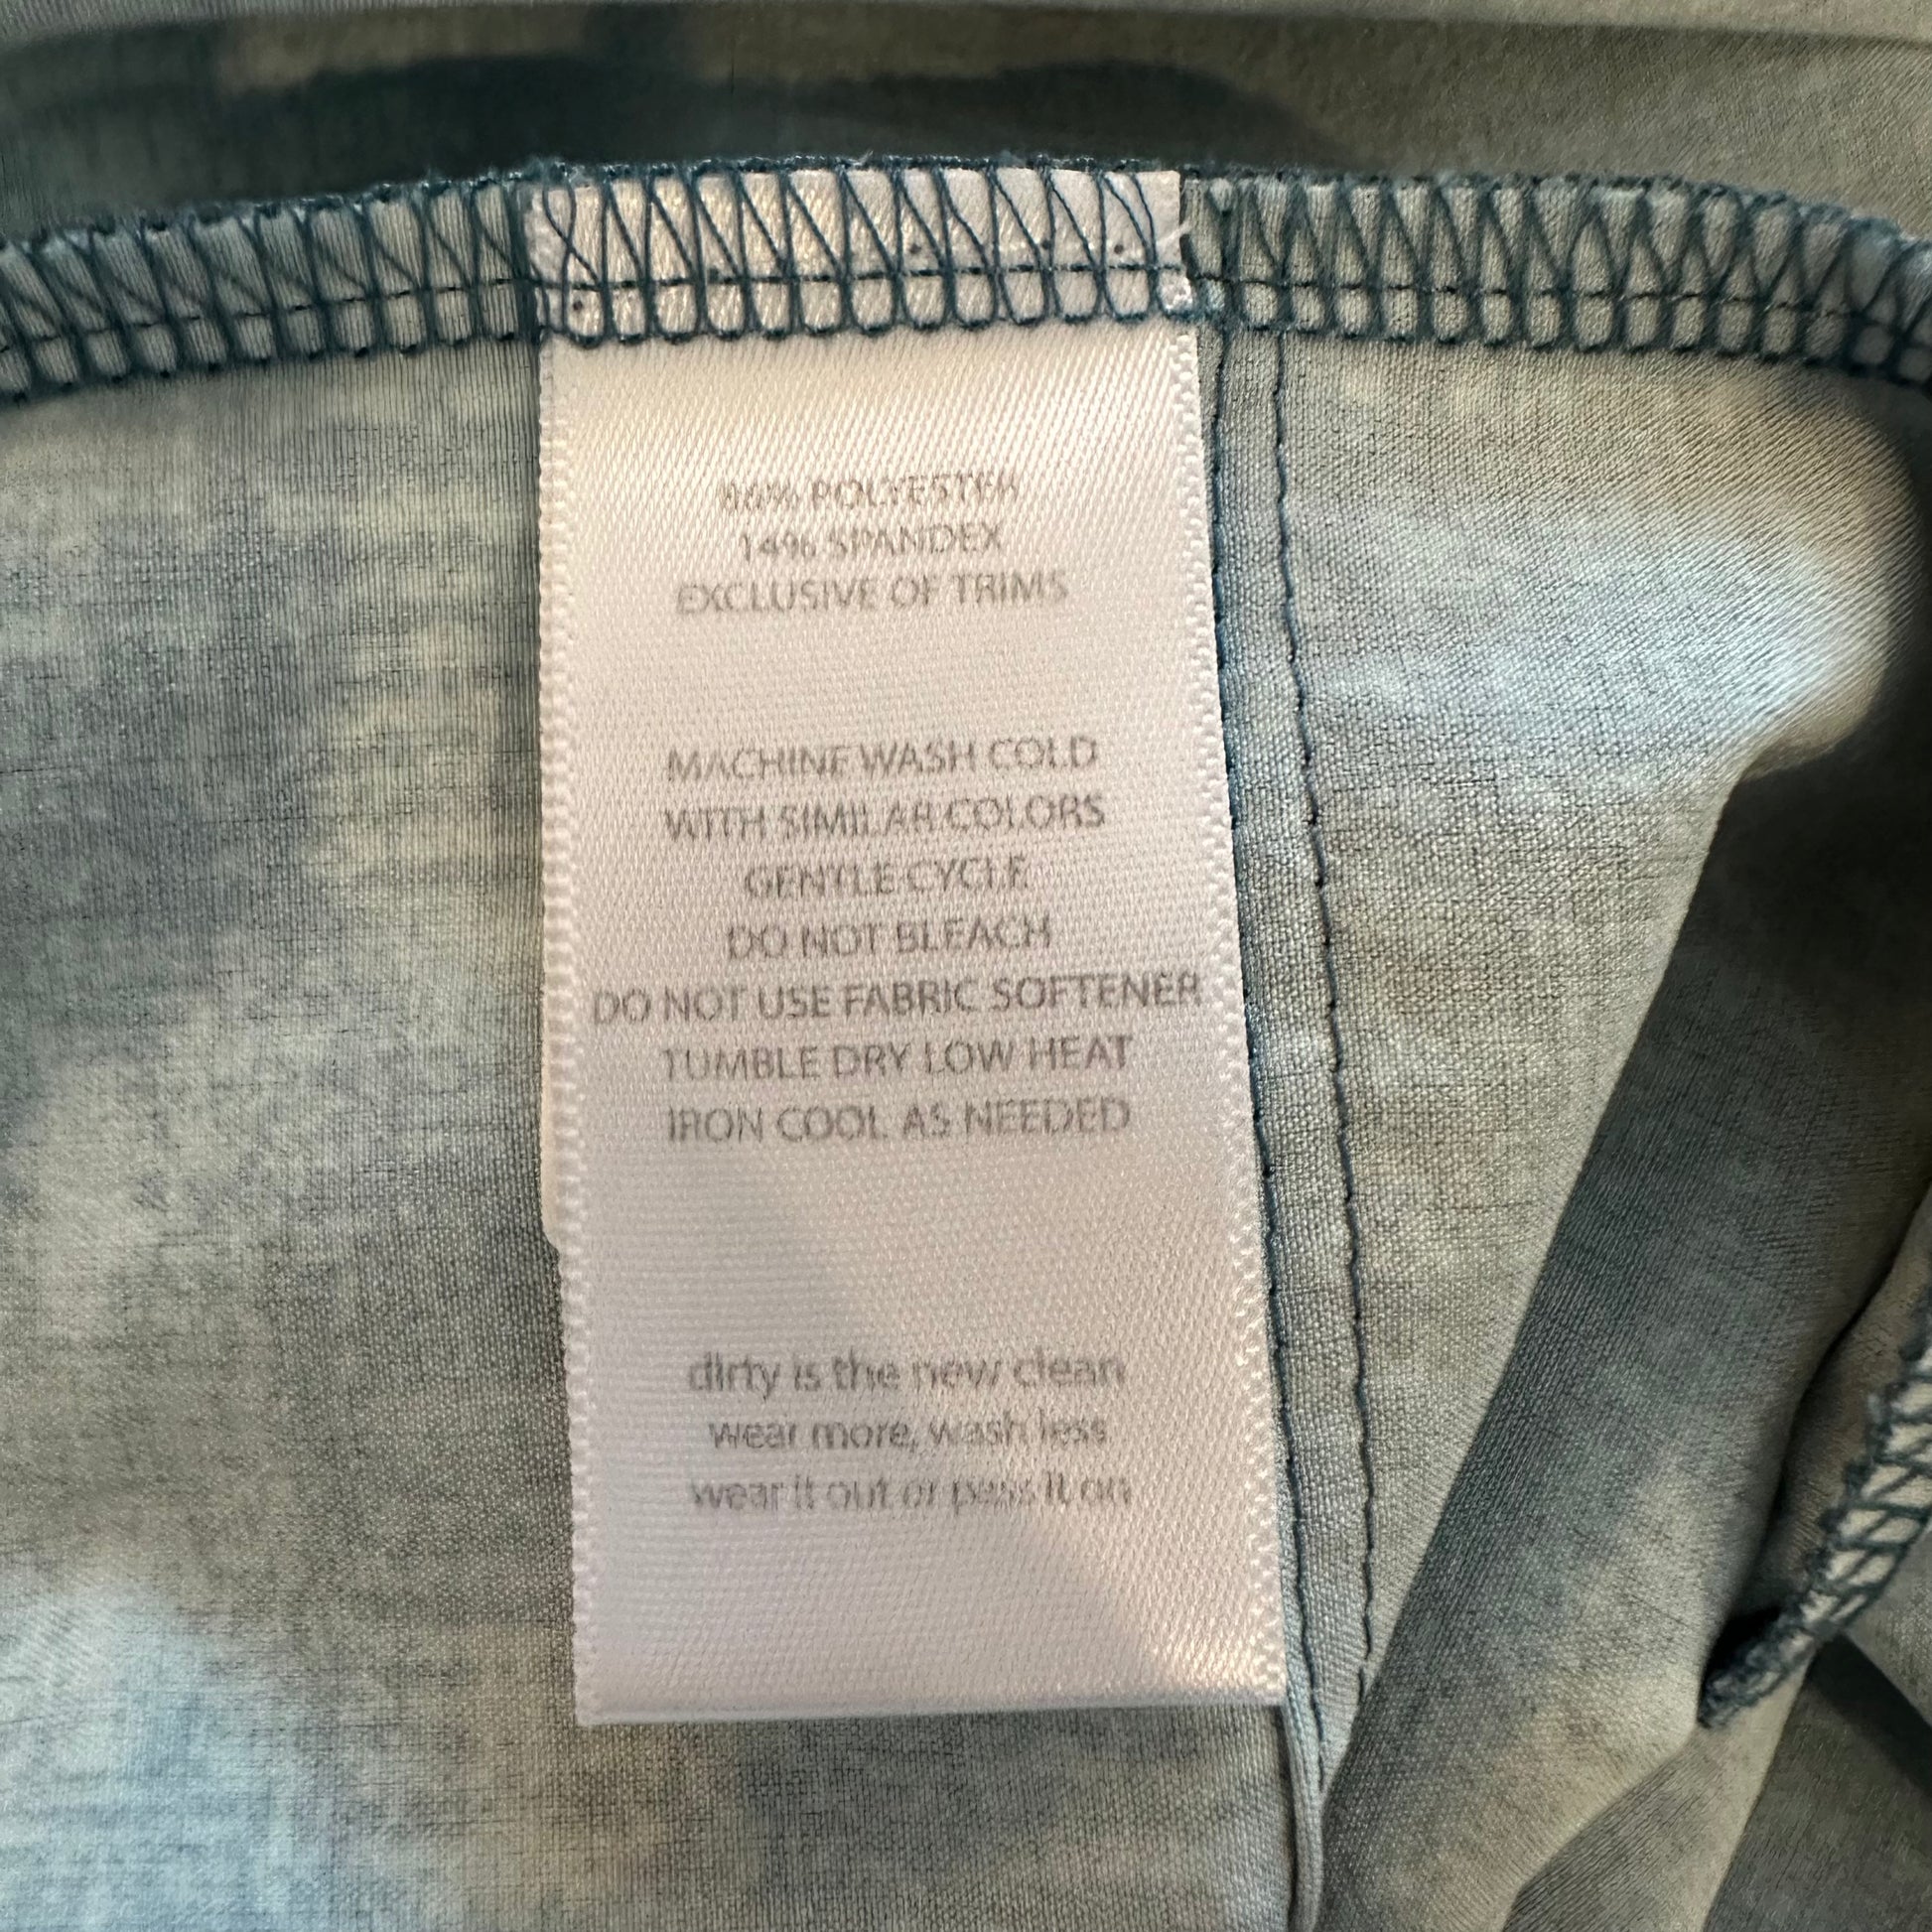 86% POLYESTER
14% SPANDEX
EXCLUSIVE OF TRIMS
MACHINE WASH COLD
WITH SIMILAR COLORS
GENTLE CYCLE
DO NOT BLEACH
DO NOT USE FABRIC SOFTENER
TUMBLE DRY LOW HEAT
IRON COOL AS NEEDED
dirty is the new clean
wear more, wash less
wear it out or pass it on